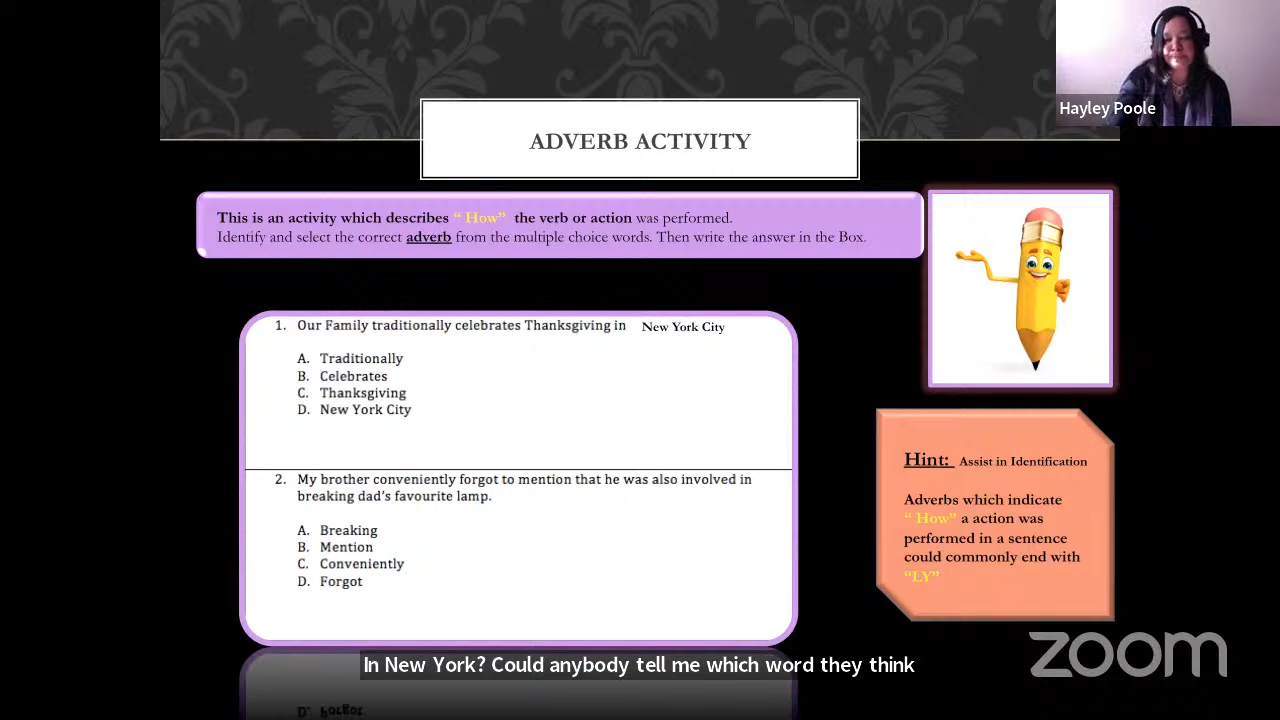 Hayley Poole
ADVERB ACTIVITY
This is an activity which describes “ How” the verb or action was performed.
Identify and select the correct adverb from the multiple choice words. Then write the answer in the Box.
1. Our Family traditionally celebrates Thanksgiving in New York City
A. Traditionally
B. Celebrates
C. Thanksgiving
D. New York City
2. My brother conveniently forgot to mention that he was also involved in
breaking dad's favourite lamp.
A. Breaking
B. Mention
C. Conveniently
D. Forgot
Hint: Assist in Identification
Adverbs which indicate
“ How” a action was
performed in a sentence
could commonly end with
“LY”
D. Forgot
In New York? Could anybody tell me which word they think
zoom